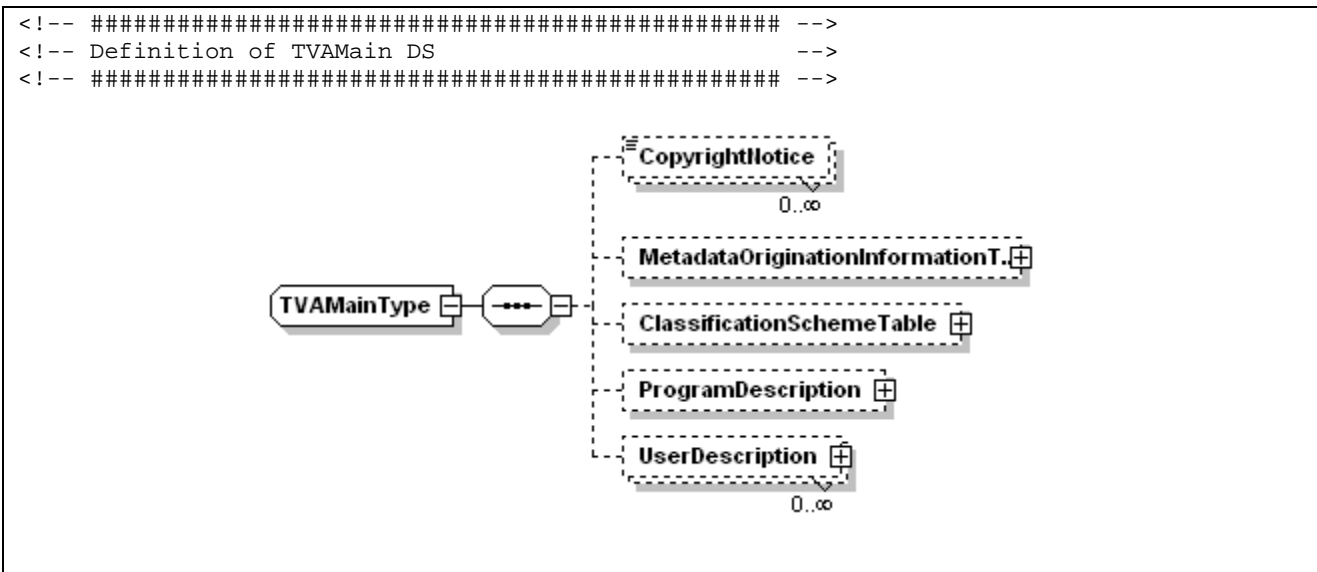 <!-- ################################################ -->
<!-- Definition of TVAMain DS                         -->
<!-- ################################################ -->
CopyrightNotice
0..∞
MetadataOriginationInformationT..
TVAMainType
ClassificationSchemeTable
ProgramDescription
UserDescription
0..∞